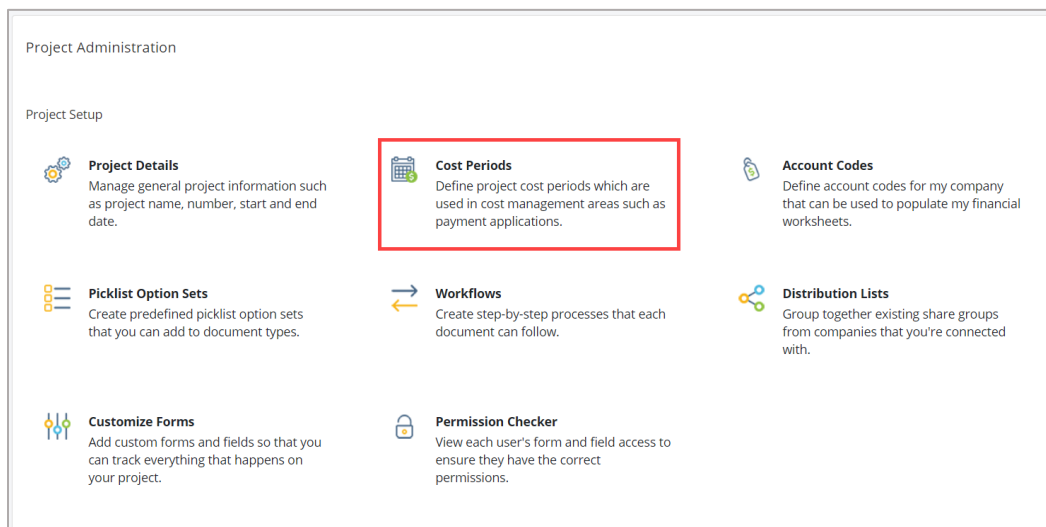 Project Administration
Project Setup
Project Details
Manage general project information such
as project name, number, start and end
date.
Cost Periods
Define project cost periods which are
used in cost management areas such as
payment applications.
Account Codes
Define account codes for my company
that can be used to populate my financial
worksheets.
Picklist Option Sets
Create predefined picklist option sets
that you can add to document types.
Workflows
Create step-by-step processes that each
document can follow.
Distribution Lists
Group together existing share groups
from companies that you're connected
with.
Customize Forms
Add custom forms and fields so that you
can track everything that happens on
your project.
Permission Checker
View each user's form and field access to
ensure they have the correct
permissions.